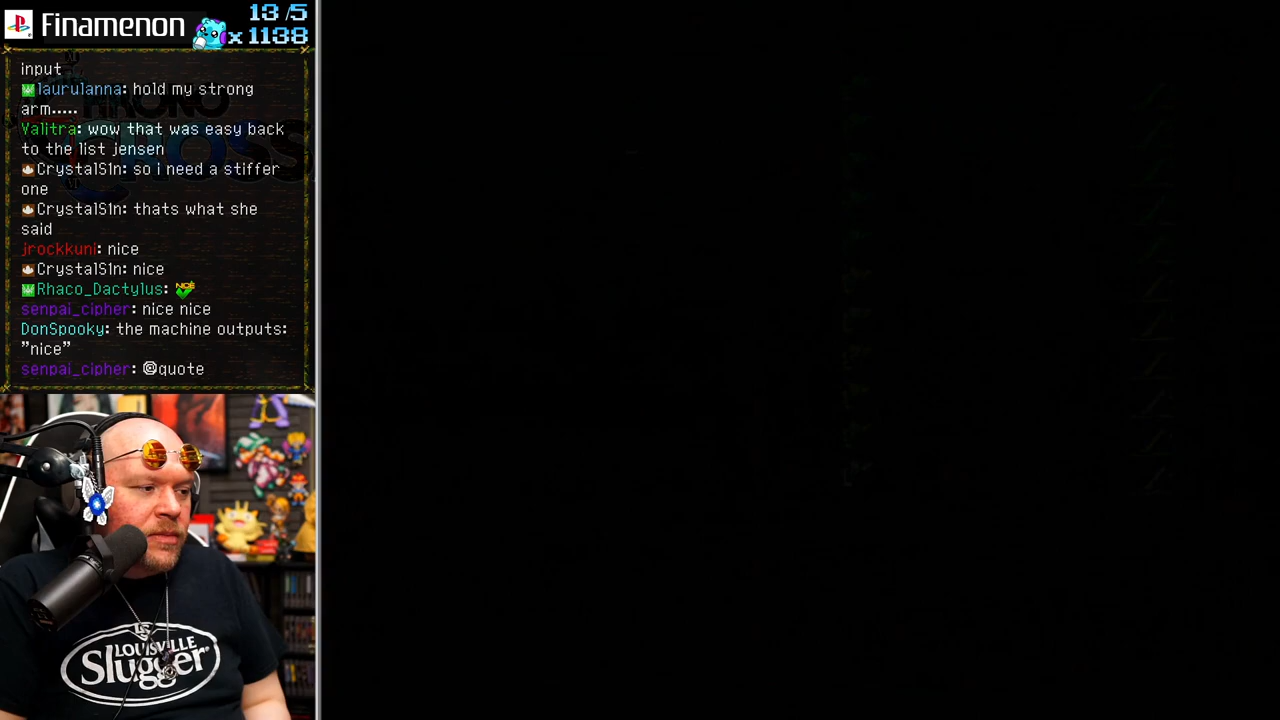 Finamenon
13/5
x1138
CHRONO
CROSS
input
laurulanna: hold my strong
arm.....
Valitra: wow that was easy back
to the list jensen
CrystalS1n: so i need a stiffer
one
CrystalS1n: thats what she
said
jrockkuni: nice
CrystalS1n: nice
Rhaco_Dactylus:
senpai_cipher: nice nice
DonSpooky: the machine outputs:
"nice"
senpai_cipher: @quote
LOUISVILLE
Slugger